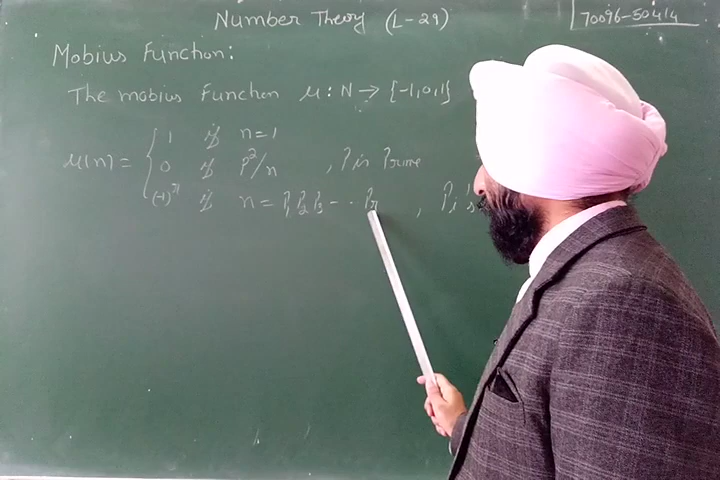 Number Theory (L-29)
70096-50414
Mobius Function:
The mobius Function μ: N → {-1,0,1}
μ(n) = { 1 if n=1
0 if p²/n , P is Prime
(-1)^r if n = P₁P₂P₃ -- · Pr , Pi's